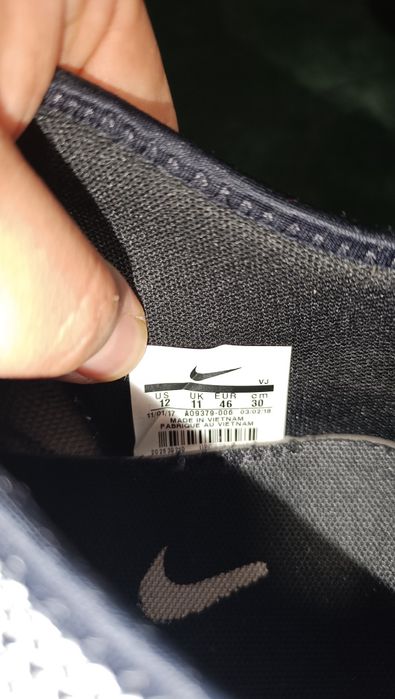 VJ
US UK EUR cm
12 11 46 30
11/01/17 AO9379-006 03/02/18
MADE IN VIETNAM
FABRIQUE AU VIETNAM